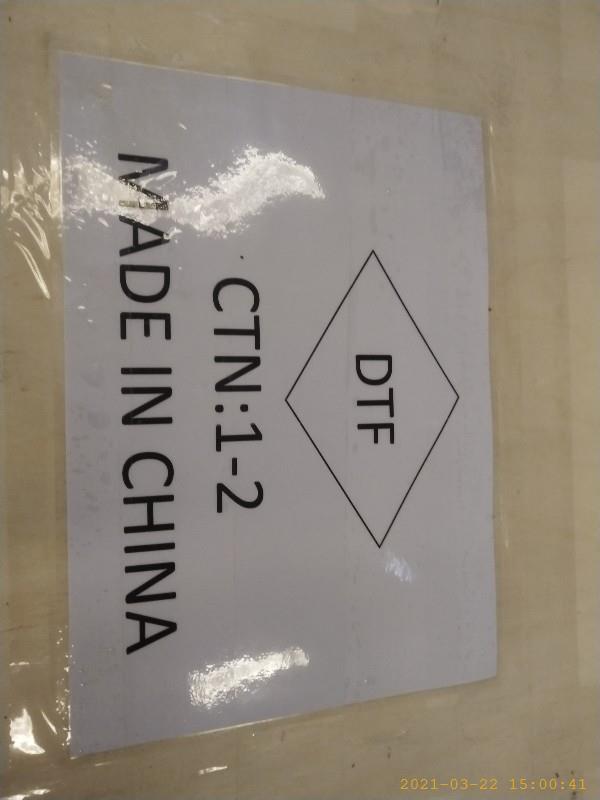 DTF
CTN:1-2
MADE IN CHINA
2021-03-22 15:00:41